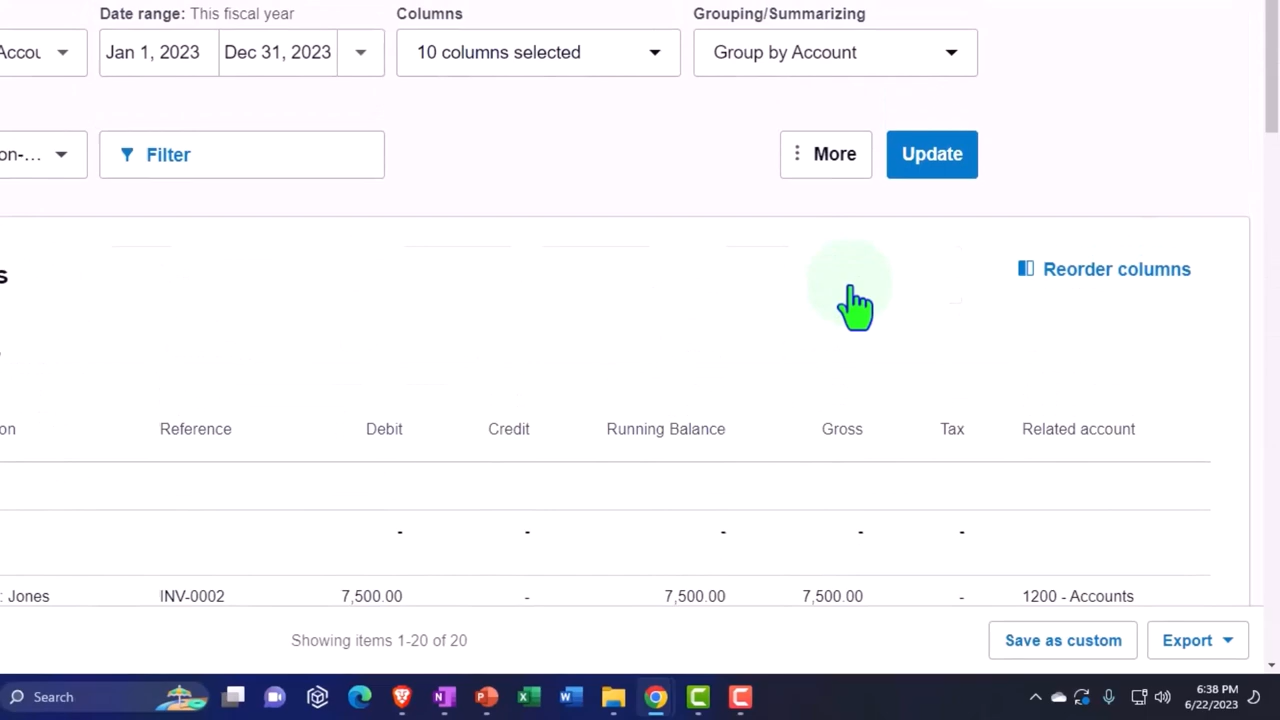 Date range: This fiscal year Columns Grouping/Summarizing
Accou Jan 1, 2023 Dec 31, 2023 10 columns selected Group by Account
on-... Filter More Update
s Reorder columns
on Reference Debit Credit Running Balance Gross Tax Related account
- - - - -
: Jones INV-0002 7,500.00 - 7,500.00 7,500.00 - 1200 - Accounts
Showing items 1-20 of 20 Save as custom Export
Search 6:38 PM
6/22/2023